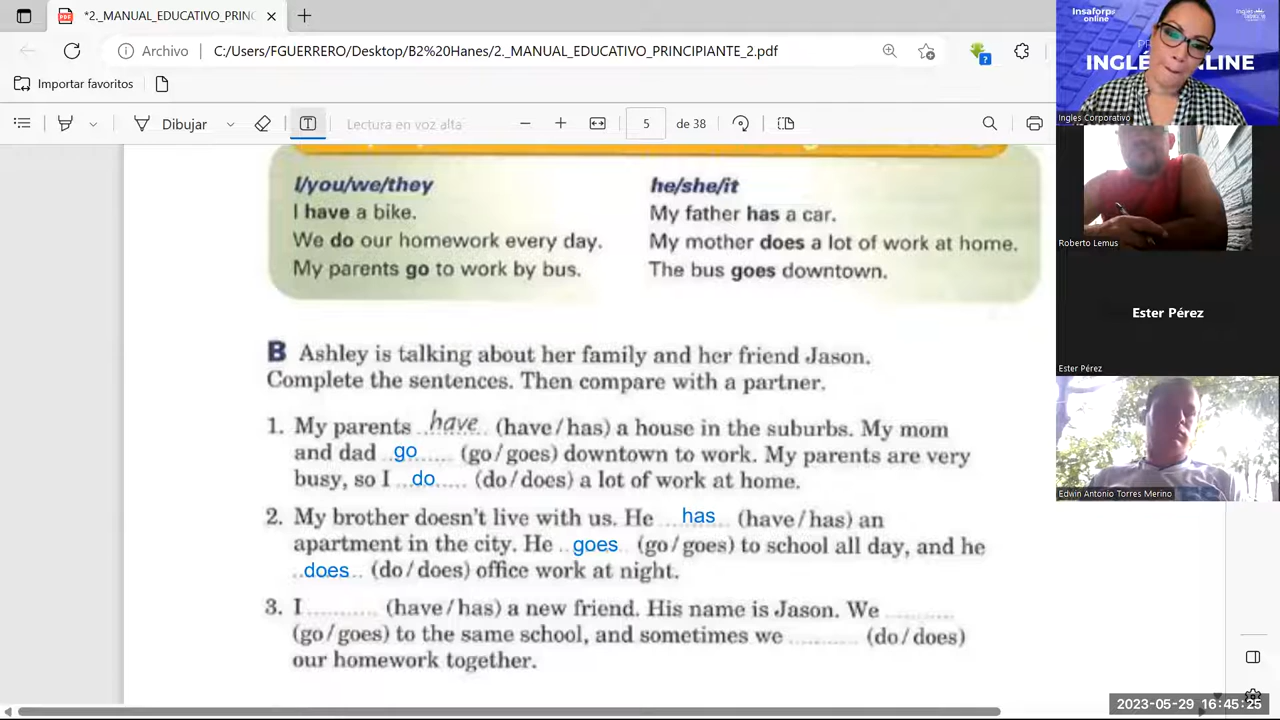 *2_MANUAL_EDUCATIVO_PRINC
Archivo
C:/Users/FGUERRERO/Desktop/B2%20Hanes/2._MANUAL_EDUCATIVO_PRINCIPIANTE_2.pdf
Importar favoritos
Dibujar
Lectura en voz alta
5
de 38
I/you/we/they
he/she/it
I have a bike.
My father has a car.
We do our homework every day.
My mother does a lot of work at home.
My parents go to work by bus.
The bus goes downtown.
B Ashley is talking about her family and her friend Jason.
Complete the sentences. Then compare with a partner.
1. My parents ..have.. (have/has) a house in the suburbs. My mom
and dad ..go...... (go/goes) downtown to work. My parents are very
busy, so I ...do..... (do/does) a lot of work at home.
2. My brother doesn't live with us. He ... has (have/has) an
apartment in the city. He .. goes (go/goes) to school all day, and he
..does.. (do/does) office work at night.
3. I .......... (have/has) a new friend. His name is Jason. We ..........
(go/goes) to the same school, and sometimes we .......... (do/does)
our homework together.
Insaforp
online
INGLÉ
LINE
Ingles Corporativo
Roberto Lemus
Ester Pérez
Ester Pérez
Edwin Antonio Torres Merino
2023-05-29 16:45:25